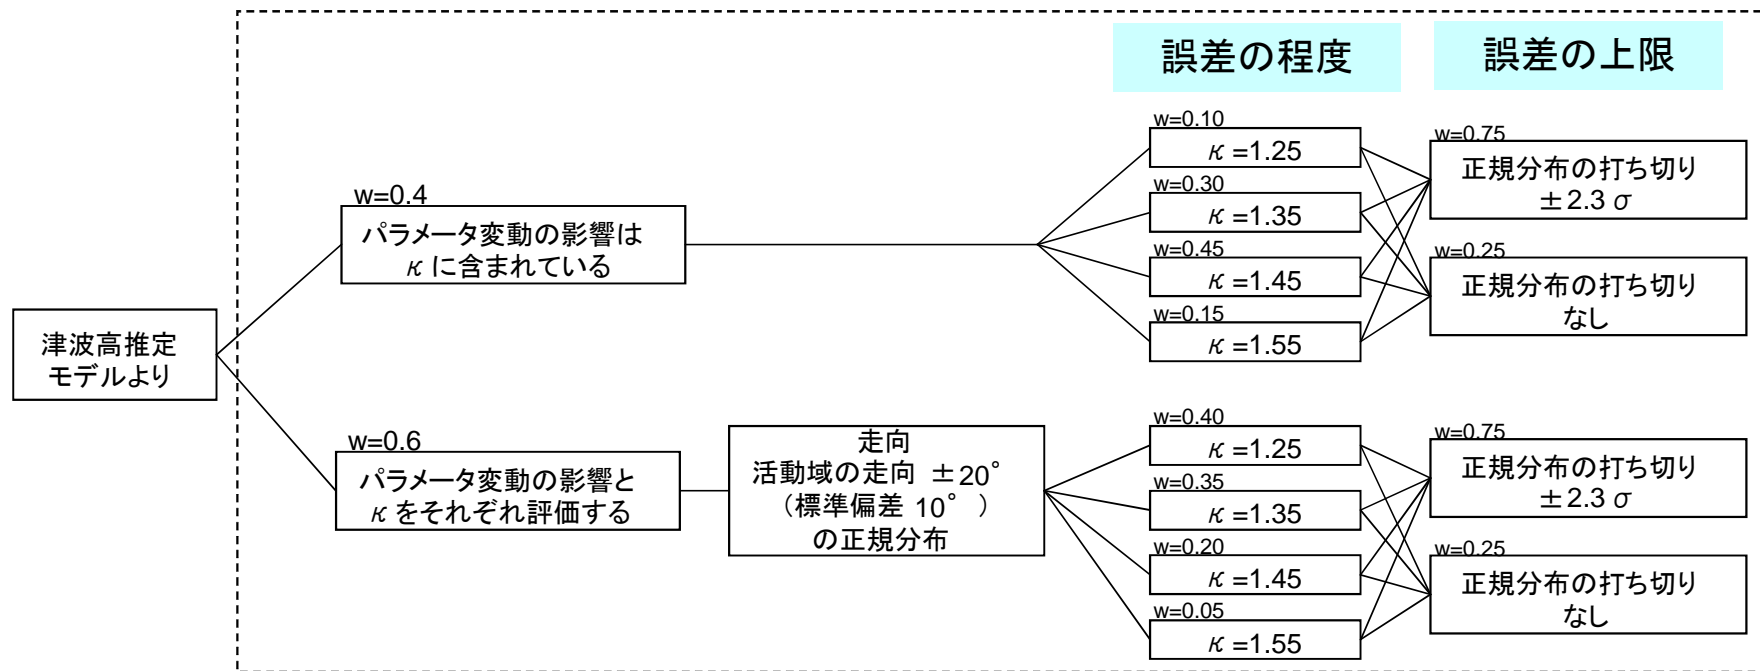 誤差の程度
誤差の上限
津波高推定
モデルより
w=0.4
パラメータ変動の影響は
κ に含まれている
w=0.10
κ =1.25
w=0.30
κ =1.35
w=0.45
κ =1.45
w=0.15
κ =1.55
w=0.75
正規分布の打ち切り
±2.3 σ
w=0.25
正規分布の打ち切り
なし
w=0.6
パラメータ変動の影響と
κ をそれぞれ評価する
走向
活動域の走向 ±20°
（標準偏差 10° ）
の正規分布
w=0.40
κ =1.25
w=0.35
κ =1.35
w=0.20
κ =1.45
w=0.05
κ =1.55
w=0.75
正規分布の打ち切り
±2.3 σ
w=0.25
正規分布の打ち切り
なし